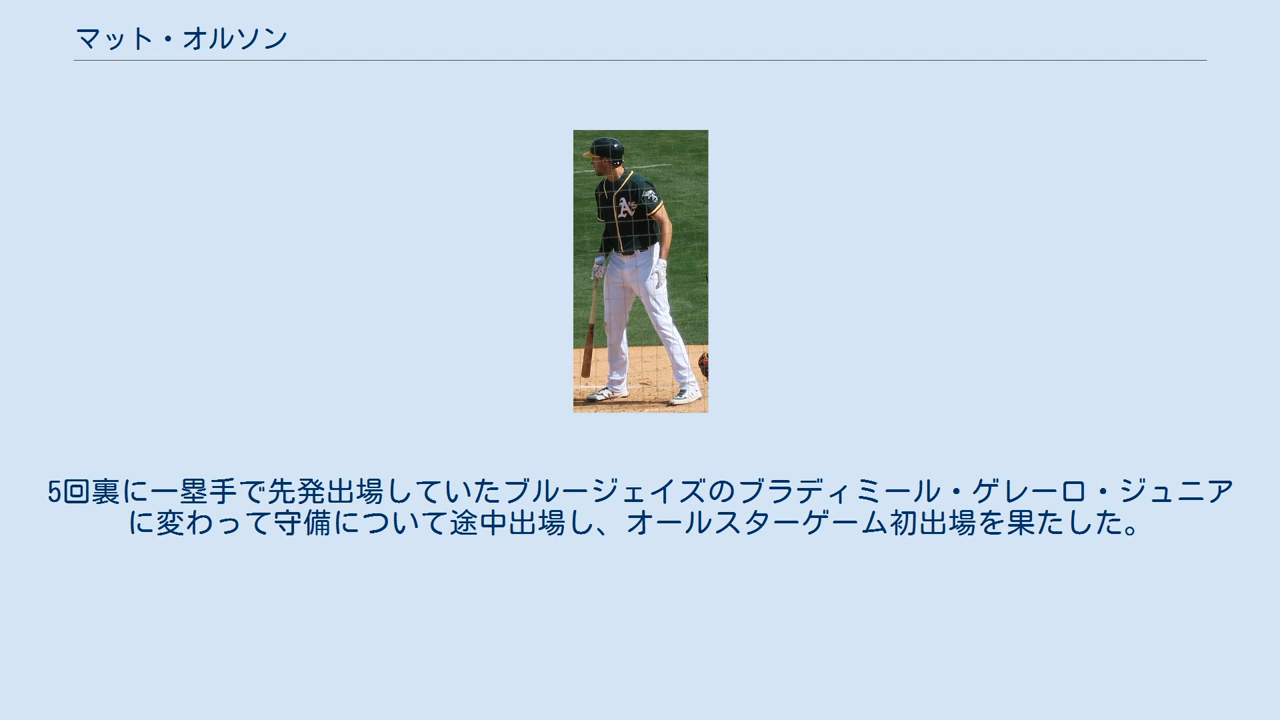 マット・オルソン
A's
5回裏に一塁手で先発出場していたブルージェイズのブラディミール・ゲレーロ・ジュニア
に変わって守備について途中出場し、オールスターゲーム初出場を果たした。